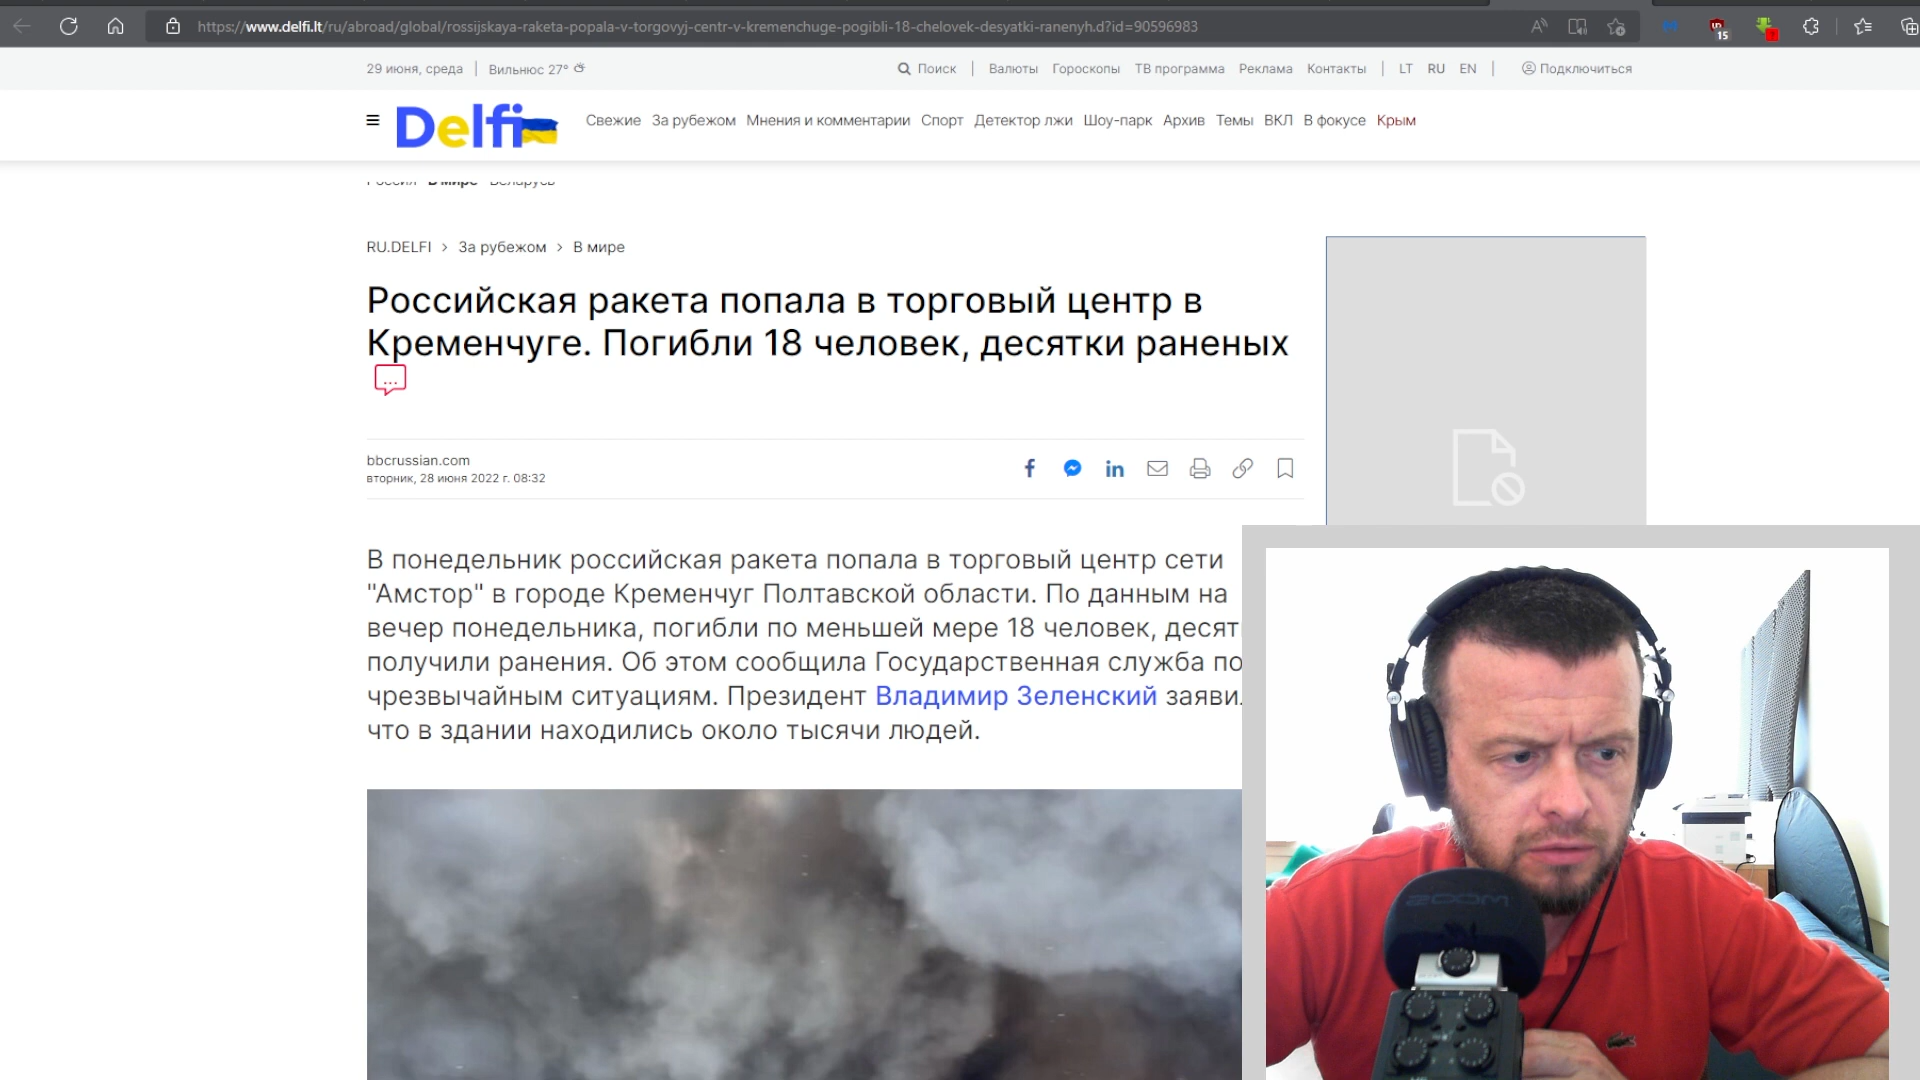 https://www.delfi.lt/ru/abroad/global/rossijskaya-raketa-popala-v-torgovyj-centr-v-kremenchuge-pogibli-18-chelovek-desyatki-ranenyh.d?id=90596983
15
29 июня, среда | Вильнюс 27°
Поиск | Валюты Гороскопы ТВ программа Реклама Контакты | LT RU EN | Подключиться
Delfi
Свежие За рубежом Мнения и комментарии Спорт Детектор лжи Шоу-парк Архив Темы ВКЛ В фокусе Крым
Россия В мире Беларусь
RU.DELFI > За рубежом > В мире
Российская ракета попала в торговый центр в
Кременчуге. Погибли 18 человек, десятки раненых
bbcrussian.com
вторник, 28 июня 2022 г. 08:32
В понедельник российская ракета попала в торговый центр сети
"Амстор" в городе Кременчуг Полтавской области. По данным на
вечер понедельника, погибли по меньшей мере 18 человек, десят
получили ранения. Об этом сообщила Государственная служба по
чрезвычайным ситуациям. Президент Владимир Зеленский заявил
что в здании находились около тысячи людей.
ZOOM